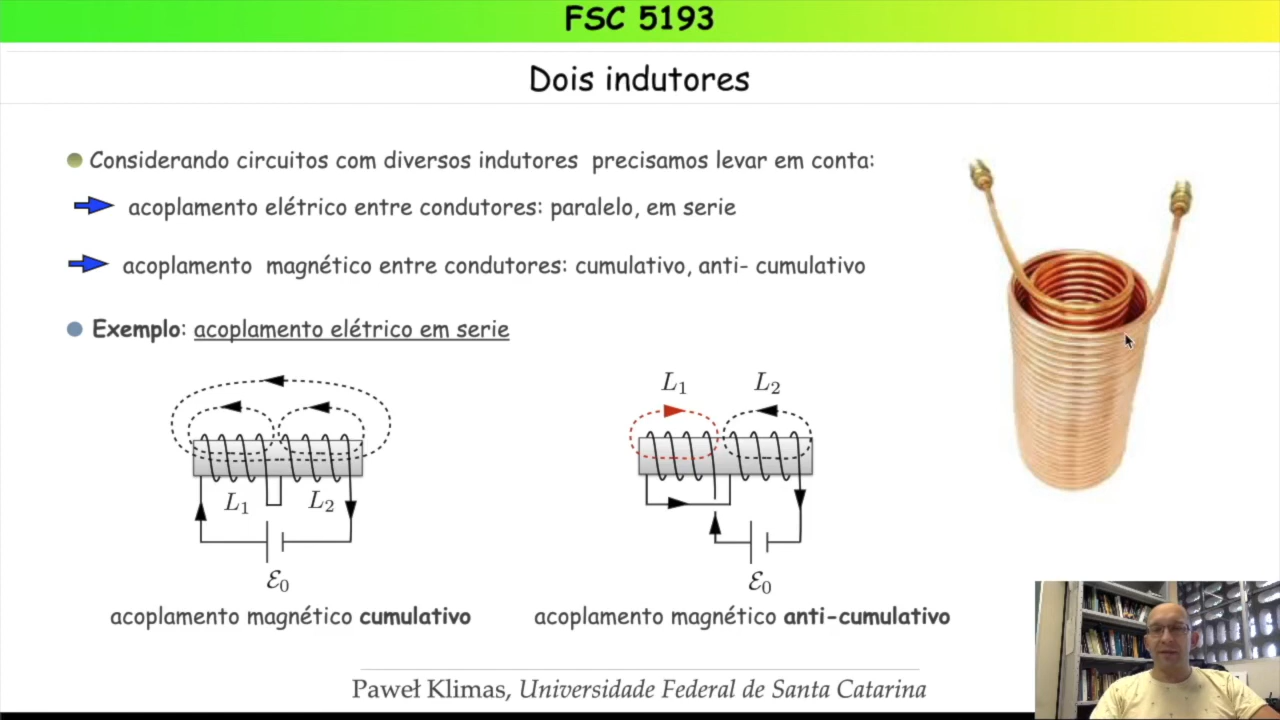 FSC 5193
Dois indutores
Considerando circuitos com diversos indutores precisamos levar em conta:
acoplamento elétrico entre condutores: paralelo, em serie
acoplamento magnético entre condutores: cumulativo, anti- cumulativo
Exemplo: acoplamento elétrico em serie
L₁ L₂
L₁ L₂
ℰ₀ ℰ₀
acoplamento magnético cumulativo
acoplamento magnético anti-cumulativo
Paweł Klimas, Universidade Federal de Santa Catarina